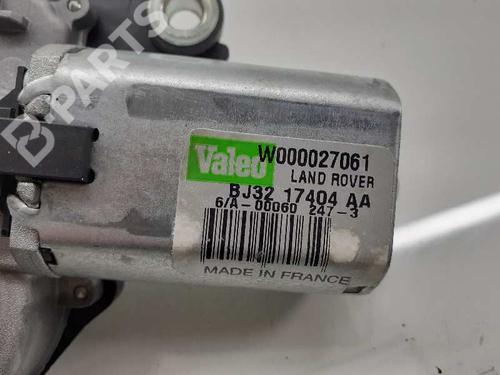 B-PARTS
Valeo W000027061
LAND ROVER
BJ32 17404 AA
6/A-00060 247-3
MADE IN FRANCE